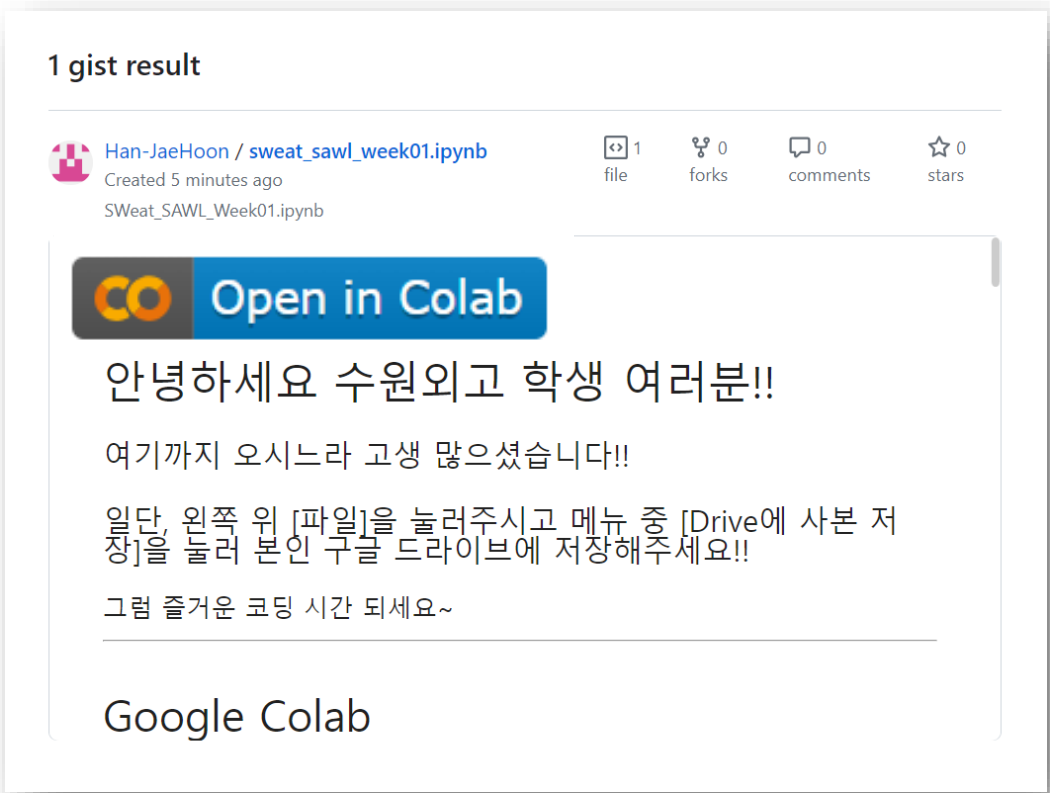 1 gist result
Han-JaeHoon / sweat_sawl_week01.ipynb
1
0
0
0
Created 5 minutes ago
file
forks
comments
stars
SWeat_SAWL_Week01.ipynb
Open in Colab
안녕하세요 수원외고 학생 여러분!!
여기까지 오시느라 고생 많으셨습니다!!
일단, 왼쪽 위 [파일]을 눌러주시고 메뉴 중 [Drive에 사본 저
장]을 눌러 본인 구글 드라이브에 저장해주세요!!
그럼 즐거운 코딩 시간 되세요~
Google Colab